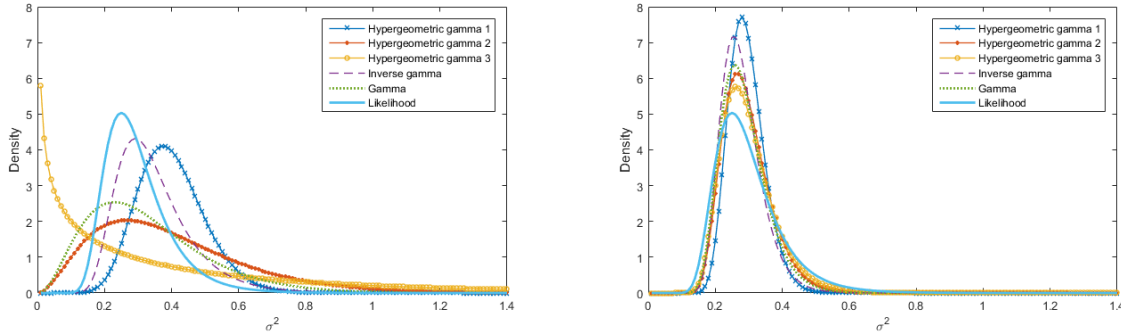 8
7
6
5
4
3
2
1
0
Density
0 0.2 0.4 0.6 0.8 1 1.2 1.4
σ²
Hypergeometric gamma 1
Hypergeometric gamma 2
Hypergeometric gamma 3
Inverse gamma
Gamma
Likelihood
8
7
6
5
4
3
2
1
0
Density
0 0.2 0.4 0.6 0.8 1 1.2 1.4
σ²
Hypergeometric gamma 1
Hypergeometric gamma 2
Hypergeometric gamma 3
Inverse gamma
Gamma
Likelihood